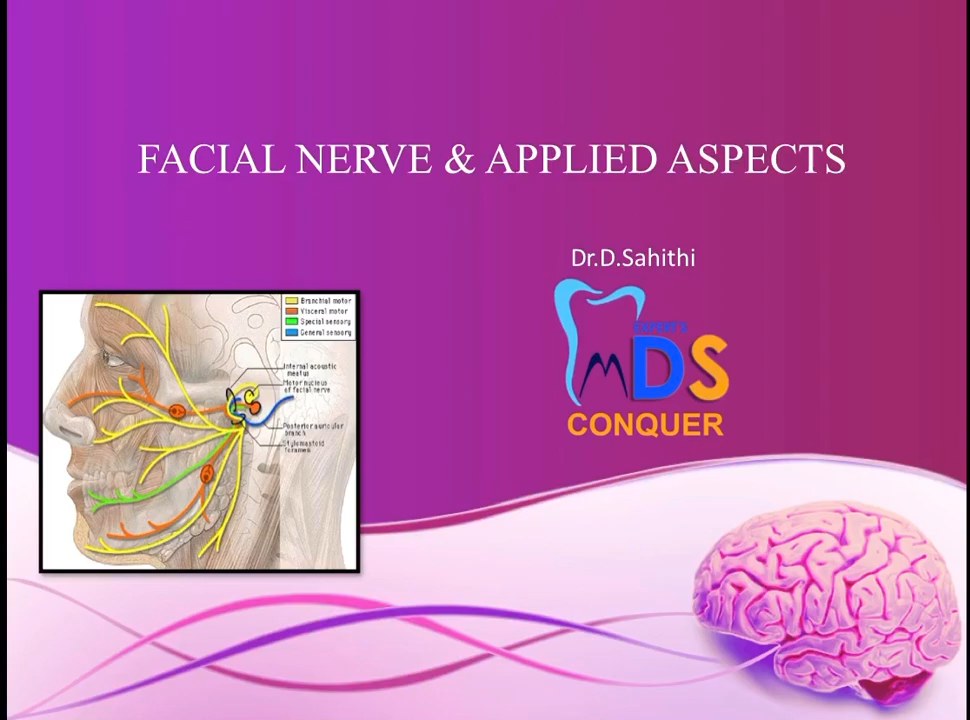 FACIAL NERVE & APPLIED ASPECTS
Dr.D.Sahithi
EXPERT'S
MDS
CONQUER
Branchial motor
Visceral motor
Special sensory
General sensory
Internal acoustic
meatus
Motor nucleus
of facial nerve
Posterior auricular
branch
Stylomastoid
foramen